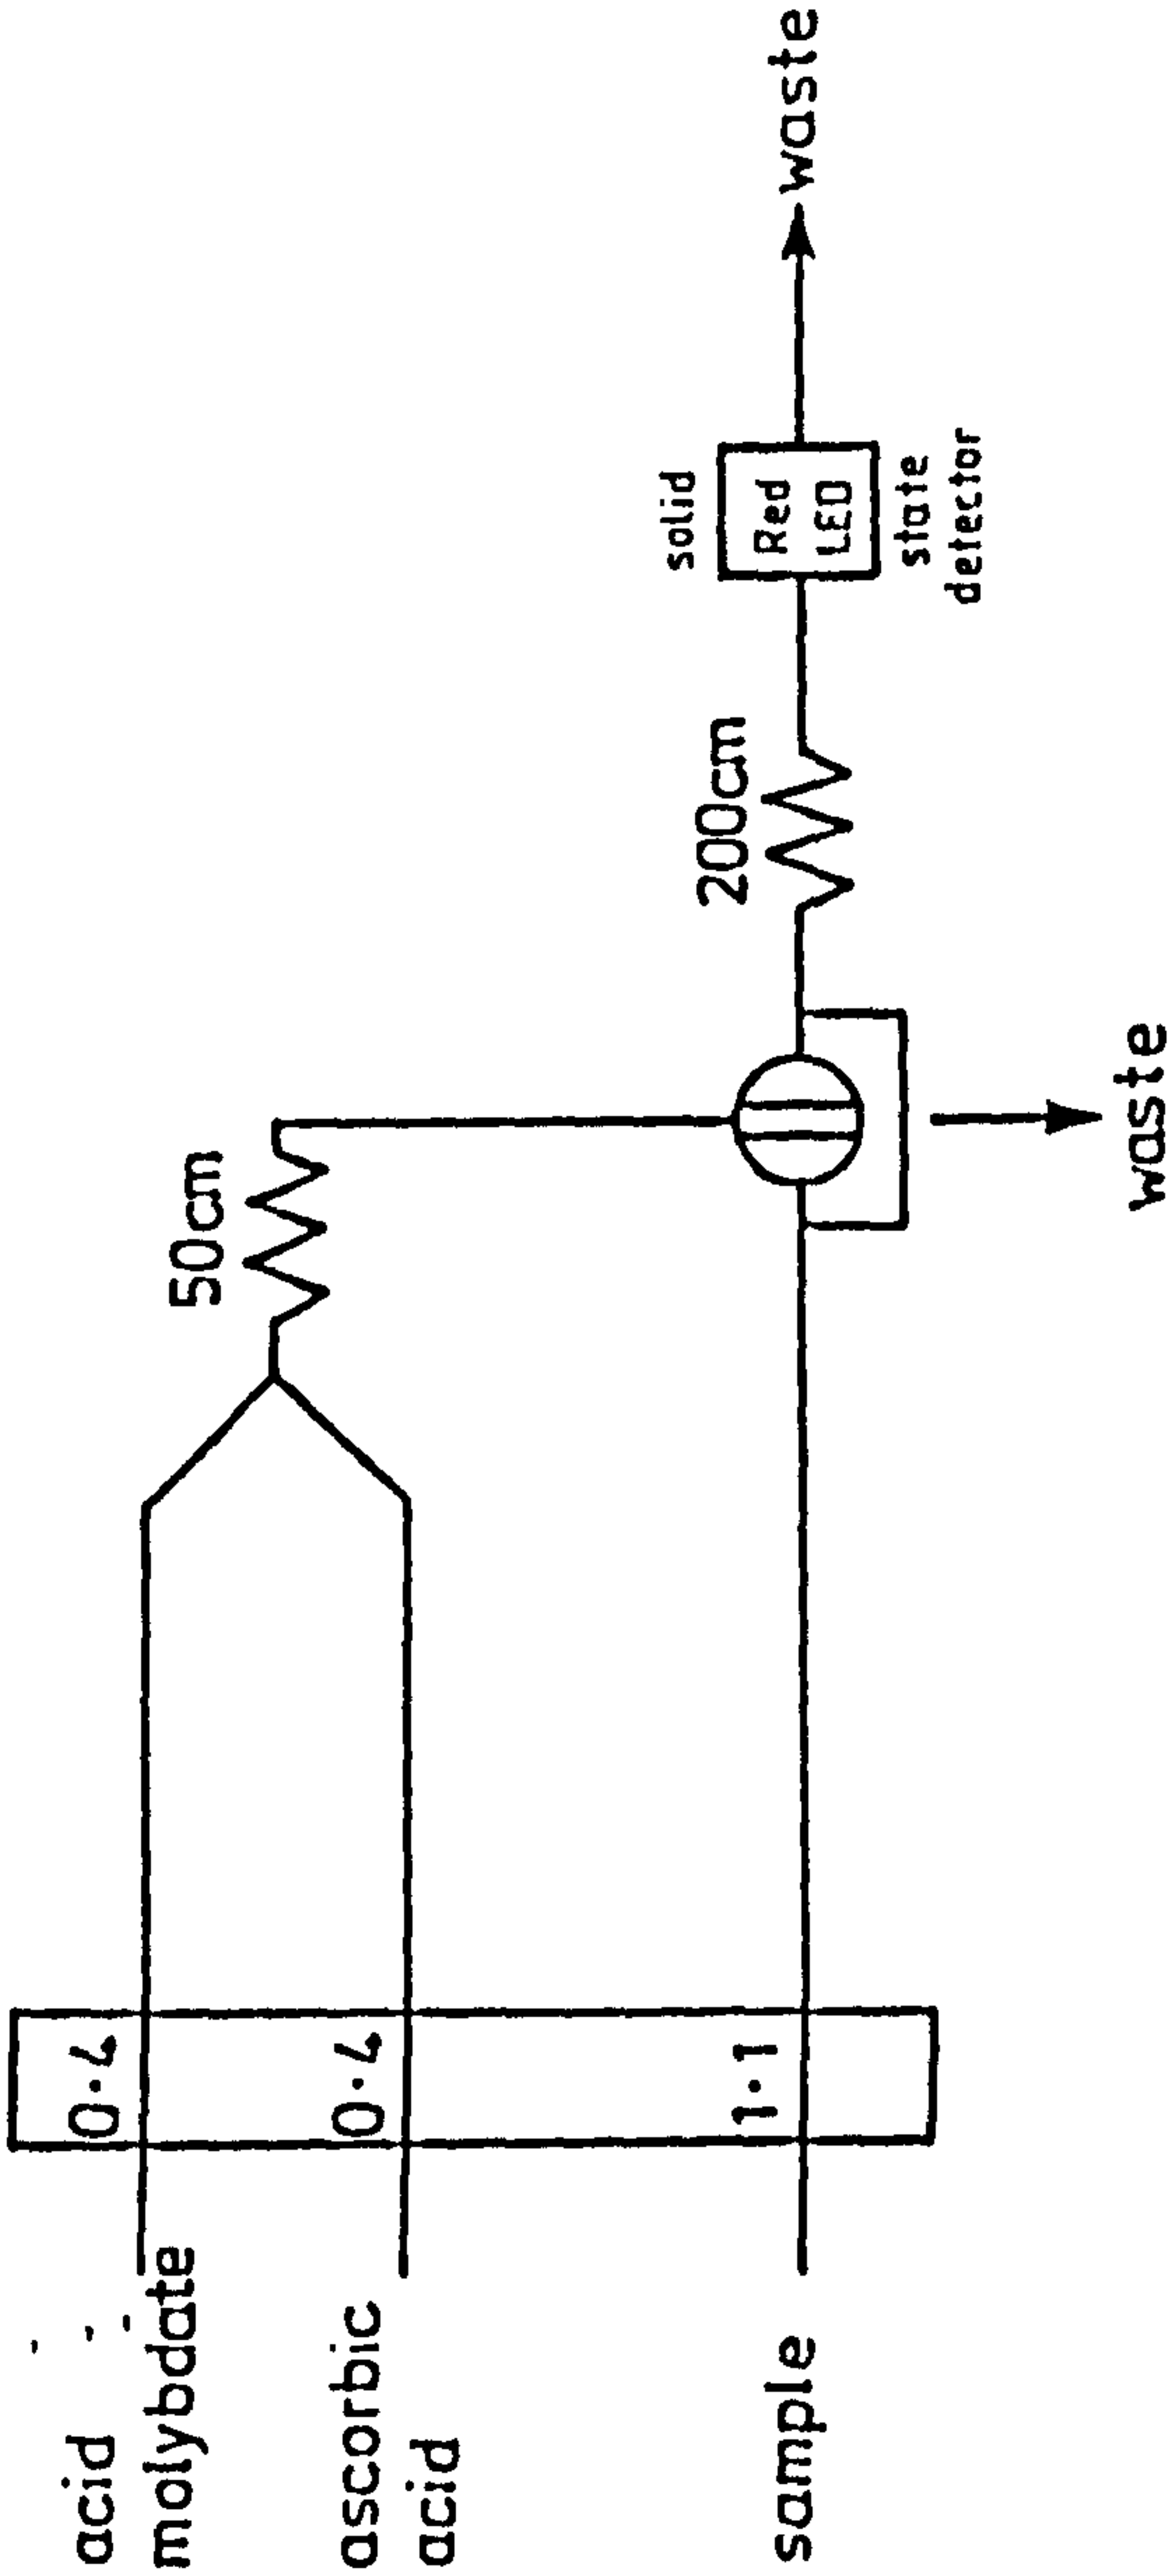 acid
molybdate
0.4
ascorbic
acid
0.4
sample
1.1
50cm
200cm
solid
Red
LED
state
detector
waste
waste